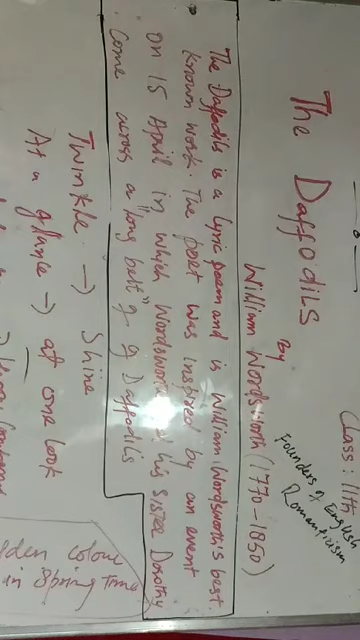 Class: 11th
The Daffodils
by
William Wordsworth (1770-1850)
Founders of English
Romanticism
The Daffodils is a lyric poem and is William Wordsworth's best
known work. The poet was inspired by an event
on 15 April in which Wordsworth his Sister Dorothy
Come across a "long belt" of Daffodils
Twinkle → Shine
At a glance → at one look
colour
in Spring Time